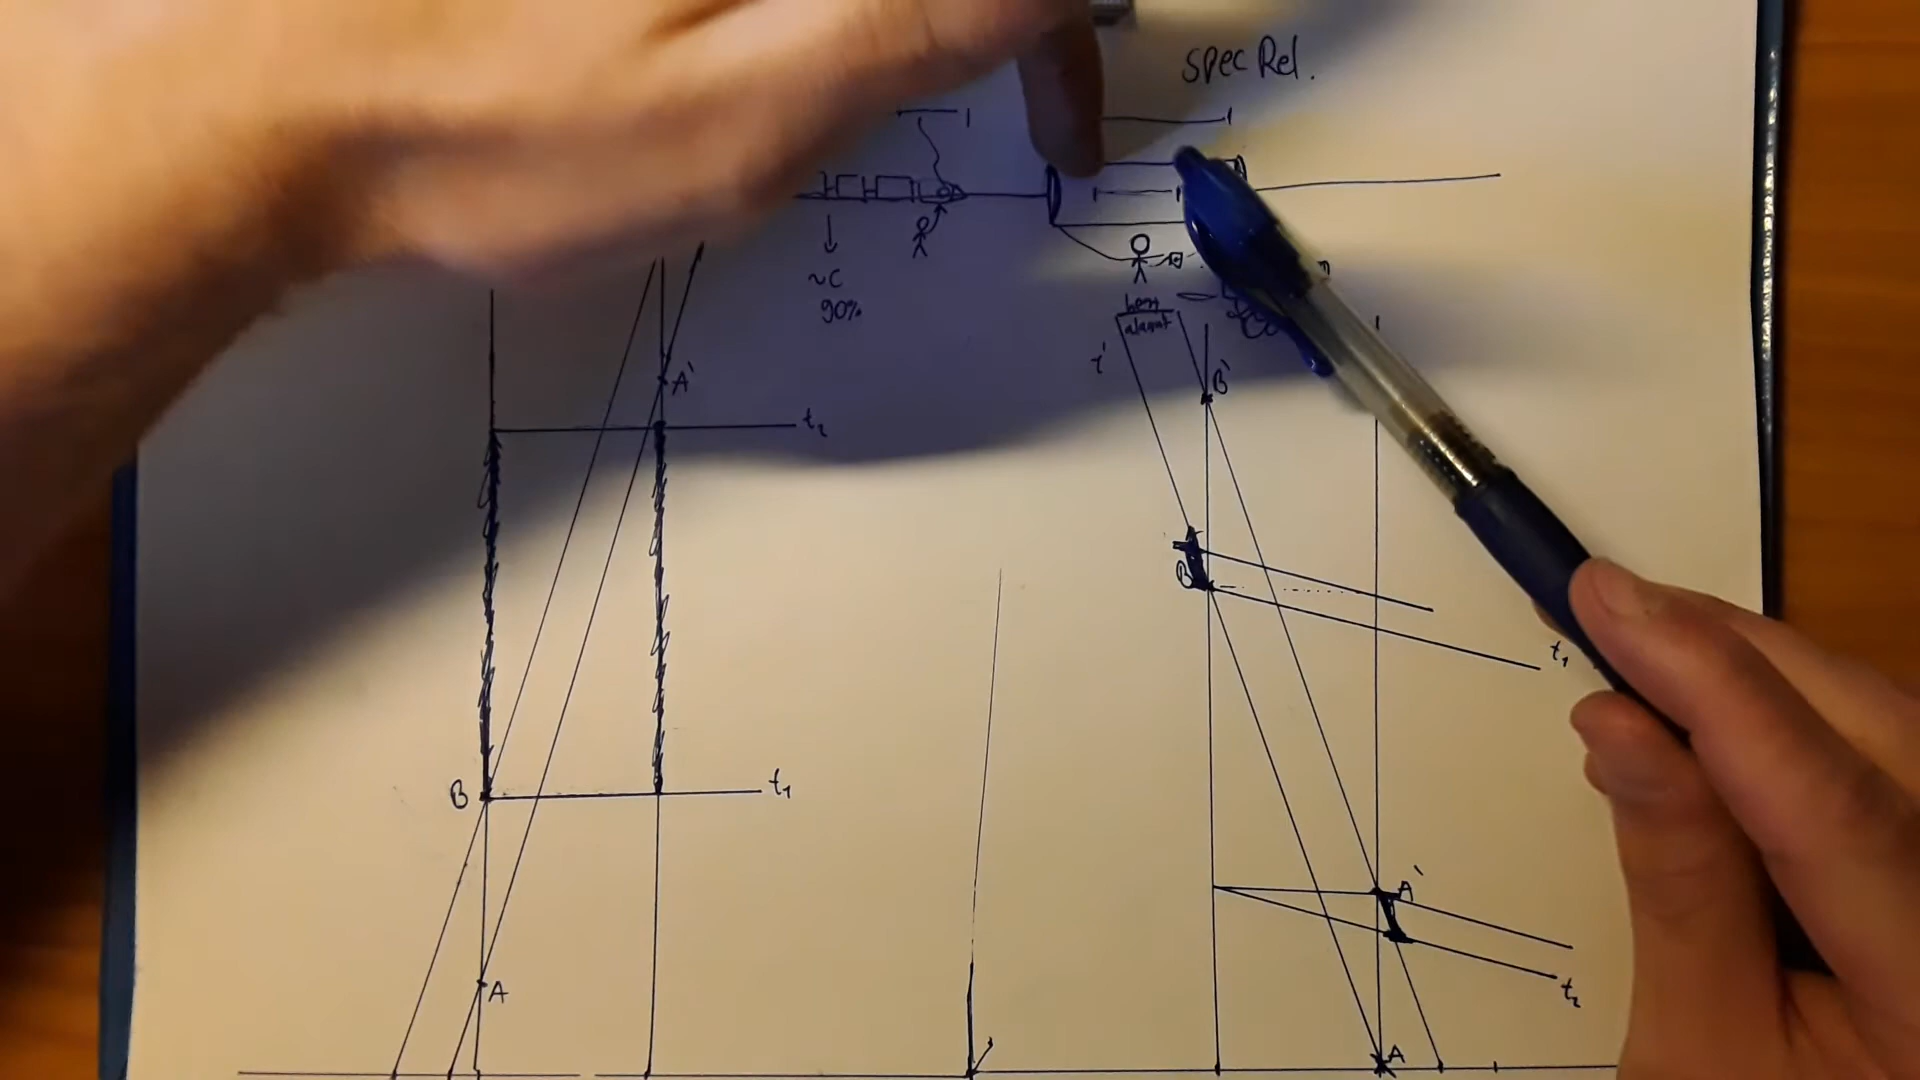 Spec Rel.
~C
90%
A'
t₂
B
t₁
A
t'
B'
B
t₁
A'
t₂
A